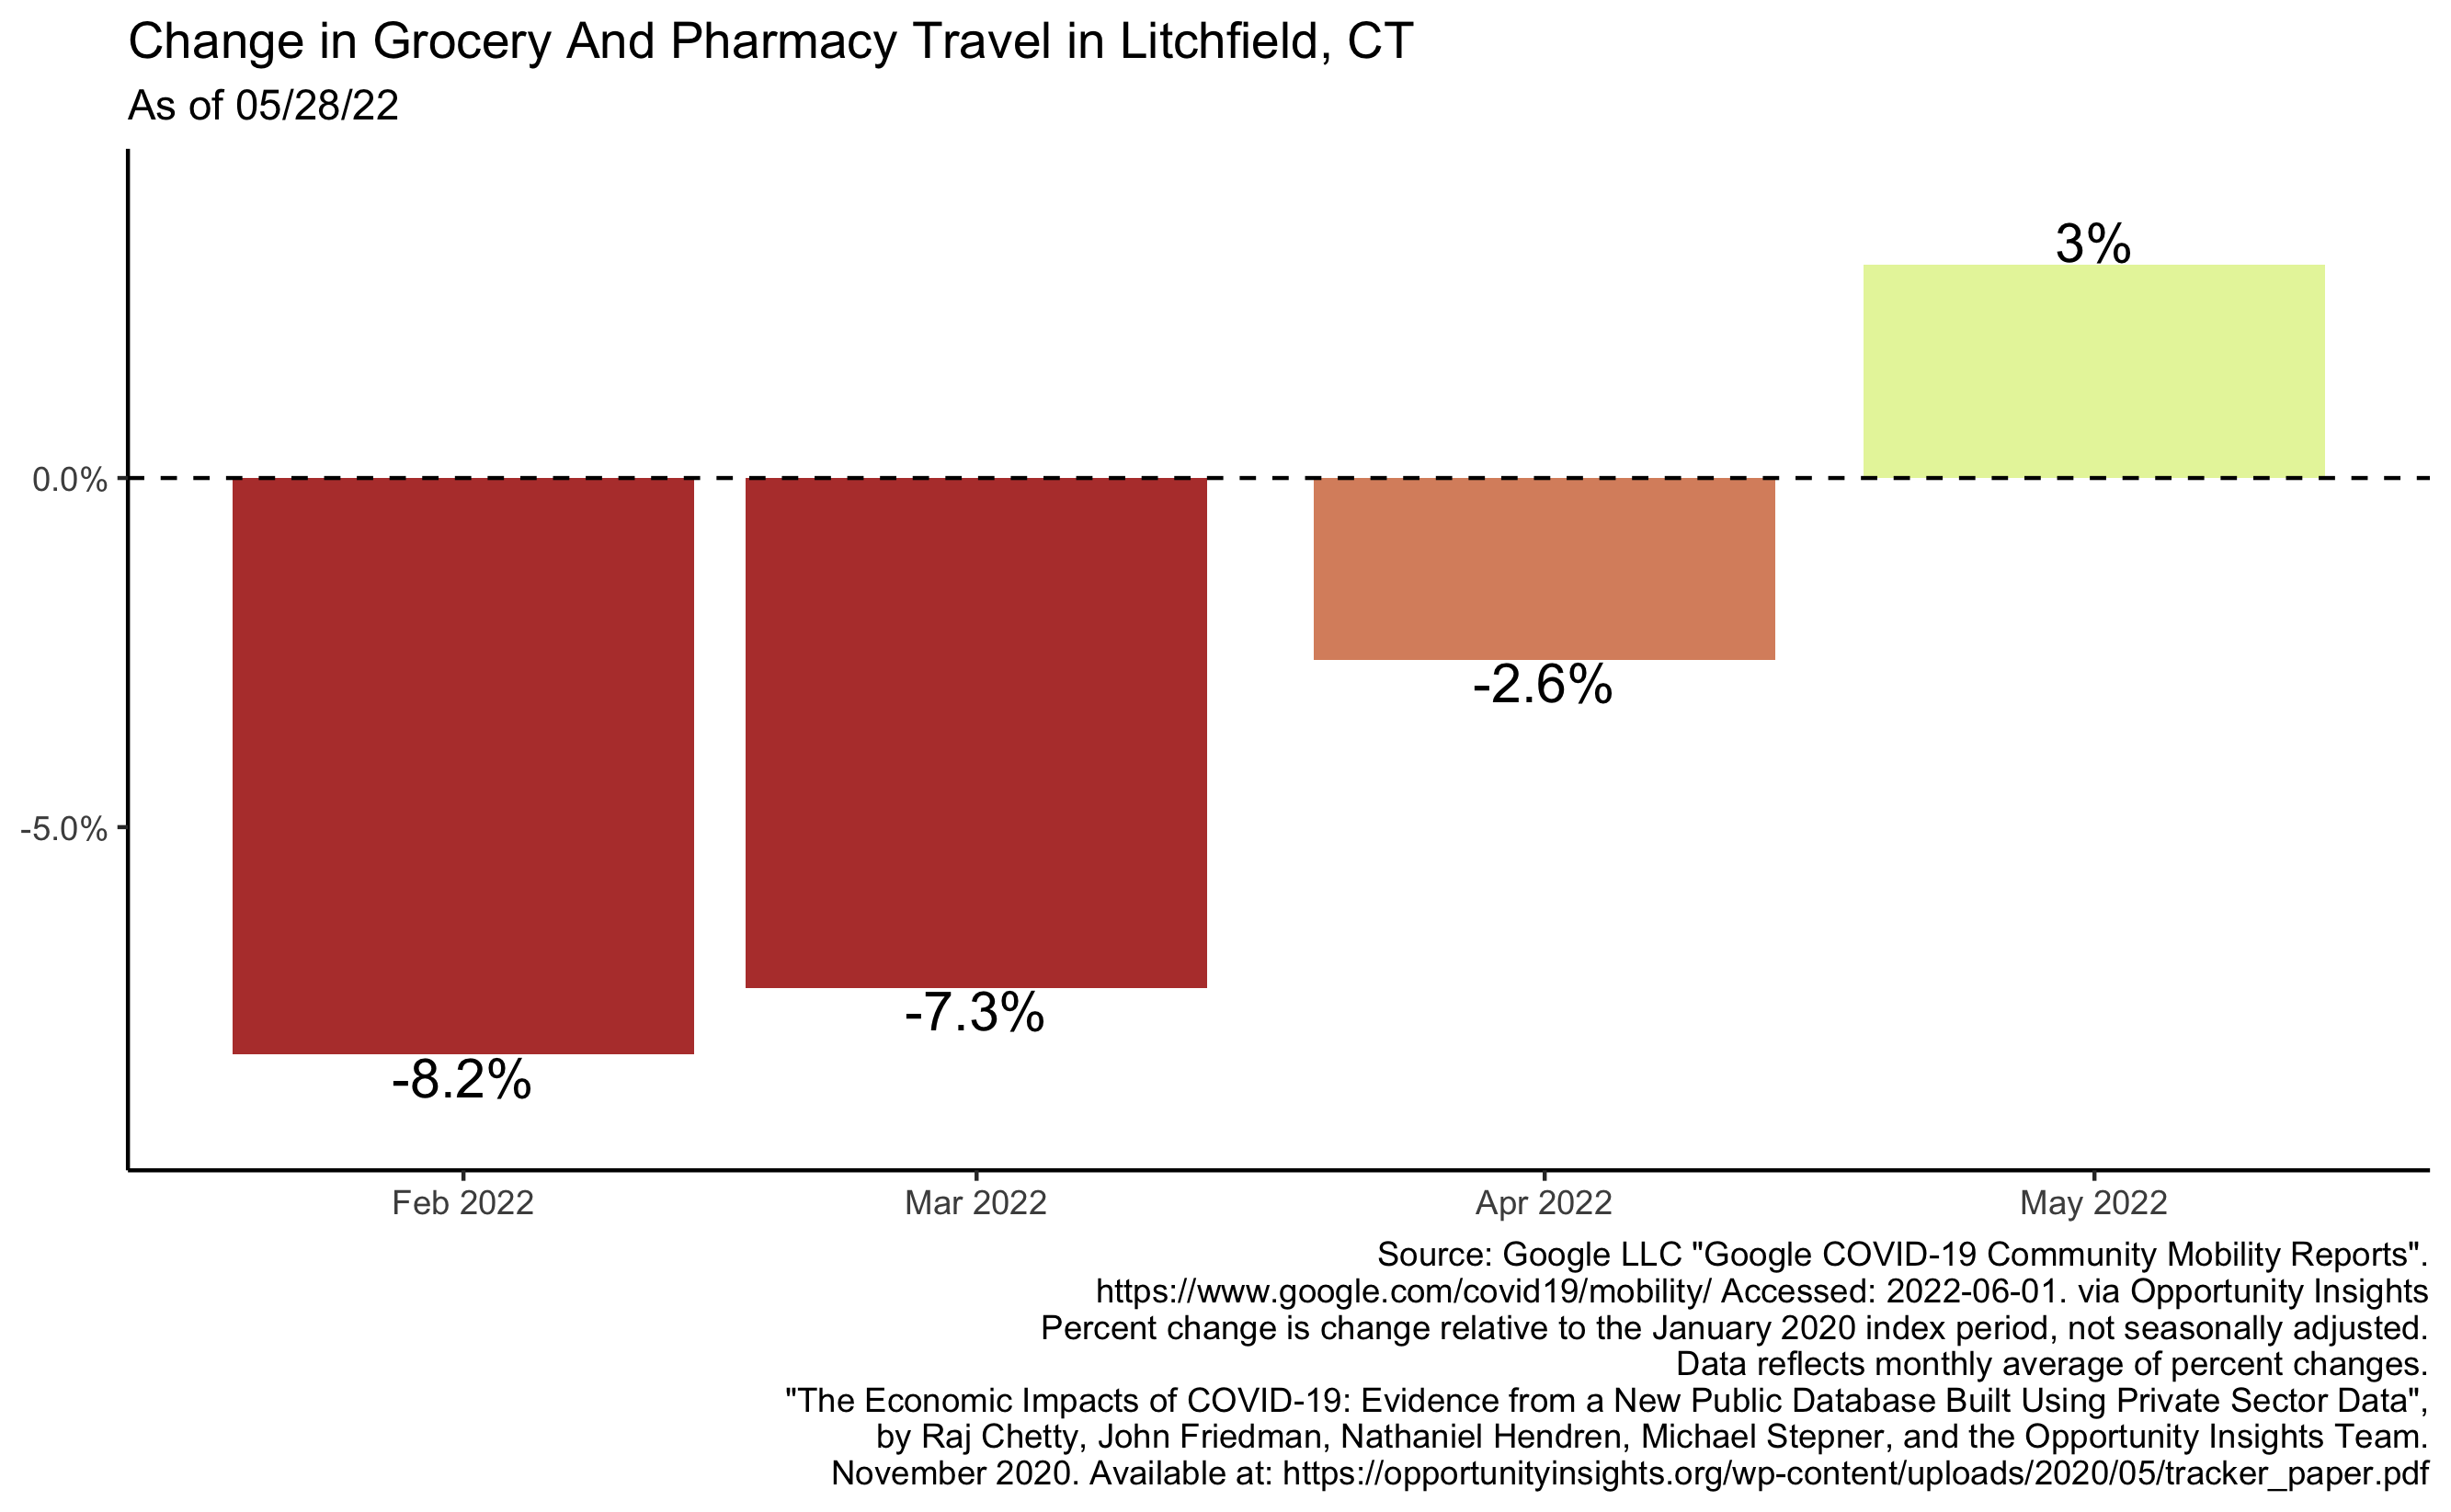 Change in Grocery And Pharmacy Travel in Litchfield, CT
As of 05/28/22
3%
0.0%
-2.6%
-5.0%
-7.3%
-8.2%
Feb 2022
Mar 2022
Apr 2022
May 2022
Source: Google LLC "Google COVID-19 Community Mobility Reports".
https://www.google.com/covid19/mobility/ Accessed: 2022-06-01. via Opportunity Insights
Percent change is change relative to the January 2020 index period, not seasonally adjusted.
Data reflects monthly average of percent changes.
"The Economic Impacts of COVID-19: Evidence from a New Public Database Built Using Private Sector Data",
by Raj Chetty, John Friedman, Nathaniel Hendren, Michael Stepner, and the Opportunity Insights Team.
November 2020. Available at: https://opportunityinsights.org/wp-content/uploads/2020/05/tracker_paper.pdf